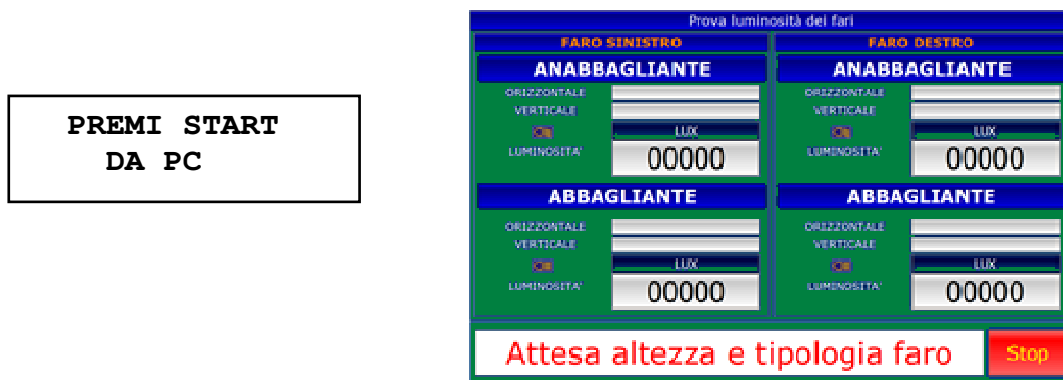 PREMI START
DA PC
Prova luminosità dei fari
FARO SINISTRO
FARO DESTRO
ANABBAGLIANTE
ANABBAGLIANTE
ORIZZONTALE
ORIZZONTALE
VERTICALE
VERTICALE
LUX
LUX
LUMINOSITA' 00000
LUMINOSITA' 00000
ABBAGLIANTE
ABBAGLIANTE
ORIZZONTALE
ORIZZONTALE
VERTICALE
VERTICALE
LUX
LUX
LUMINOSITA' 00000
LUMINOSITA' 00000
Attesa altezza e tipologia faro
Stop